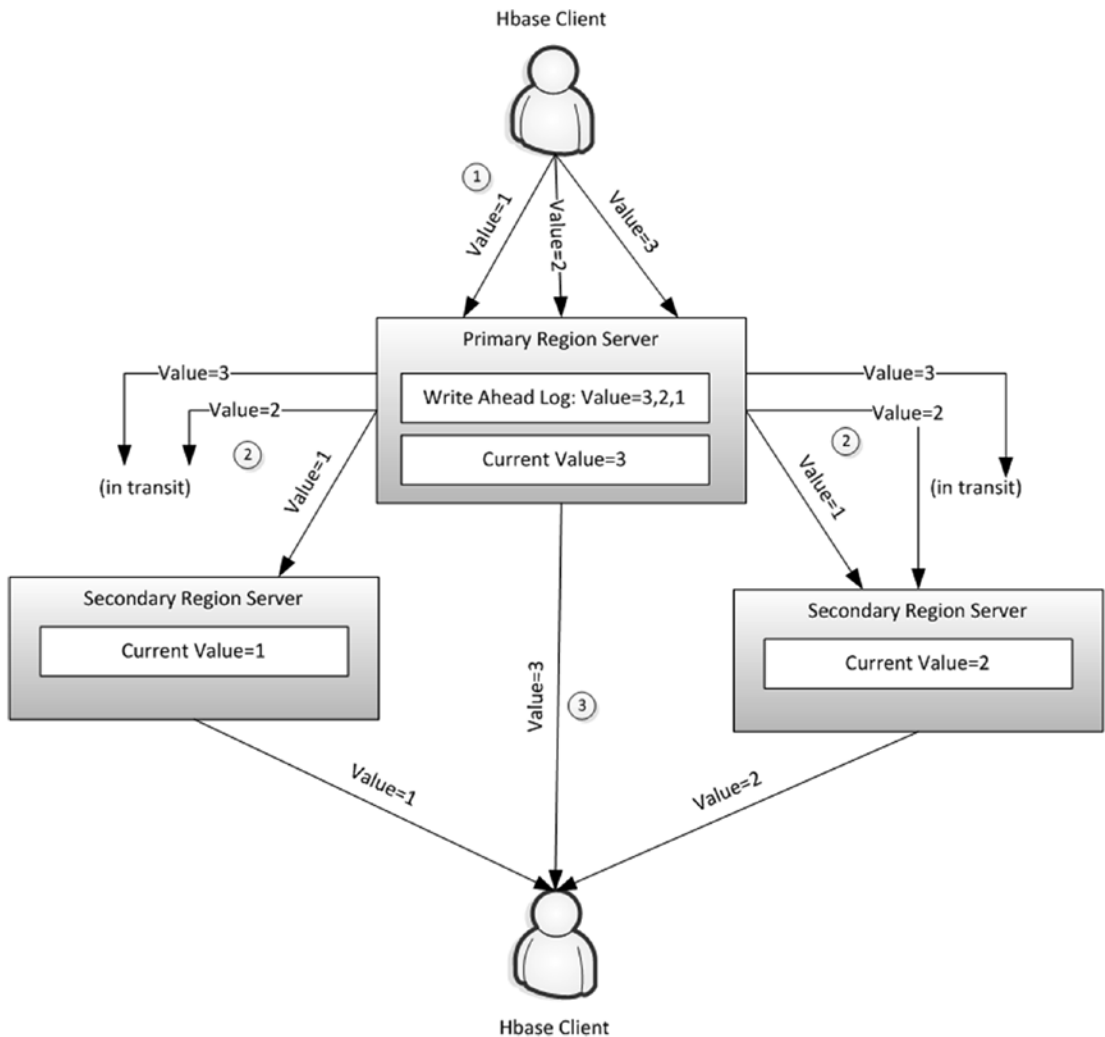 Hbase Client
1
Value=1
Value=2
Value=3
Primary Region Server
Write Ahead Log: Value=3,2,1
Current Value=3
Value=3
Value=2
2
Value=1
(in transit)
Value=3
Value=2
2
Value=1
(in transit)
Secondary Region Server
Current Value=1
Secondary Region Server
Current Value=2
Value=3
3
Value=1
Value=2
Hbase Client